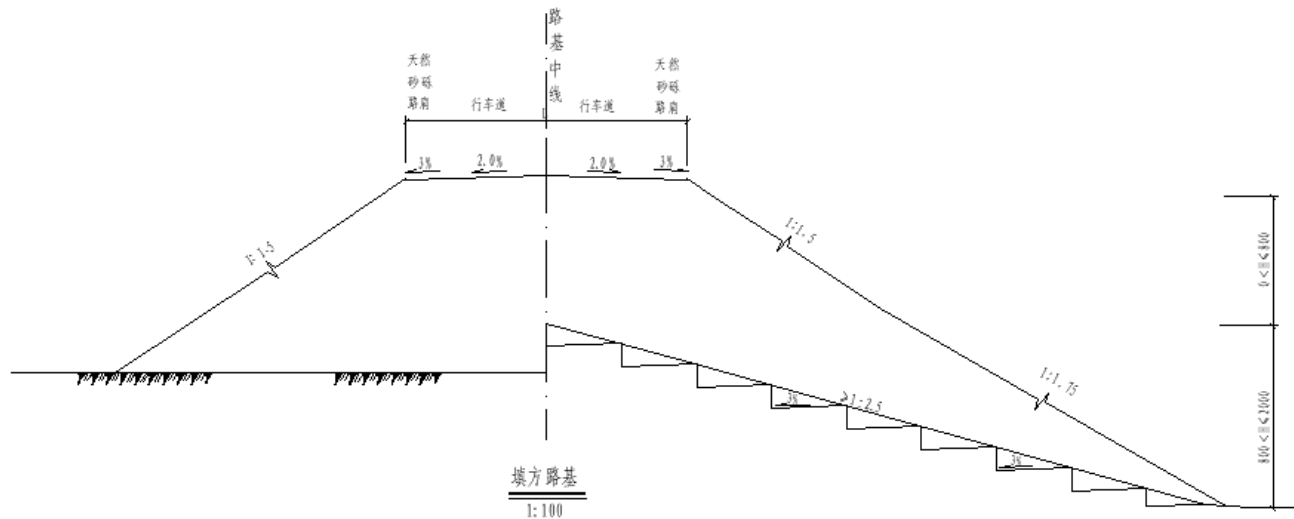 路基中线
天然
砂砾
路肩
行车道
行车道
天然
砂砾
路肩
3%
2.0%
2.0%
3%
1:1.5
1:1.5
0<H≤800
1:1.75
≥1:2.5
3%
800<H≤2000
3%
填方路基
1:100